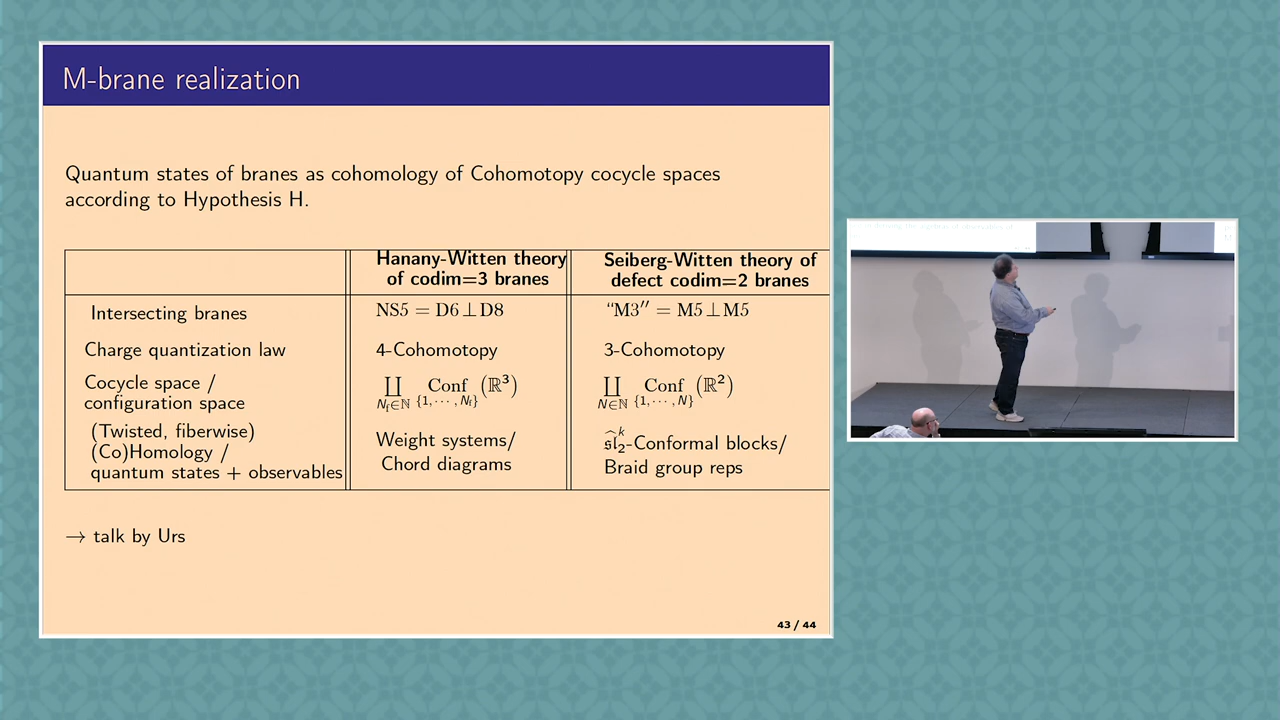 M-brane realization
Quantum states of branes as cohomology of Cohomotopy cocycle spaces
according to Hypothesis H.
Hanany-Witten theory
of codim=3 branes
Seiberg-Witten theory of
defect codim=2 branes
Intersecting branes
NS5 = D6 ⊥ D8
“M3′′ = M5 ⊥ M5
Charge quantization law
4-Cohomotopy
3-Cohomotopy
Cocycle space /
configuration space
∐_{N_f∈ℕ} Conf_{{1,⋯,N_f}} (ℝ³)
∐_{N∈ℕ} Conf_{{1,⋯,N}} (ℝ²)
(Twisted, fiberwise)
(Co)Homology /
quantum states + observables
Weight systems/
Chord diagrams
\widehat{𝔰𝔩₂}^k-Conformal blocks/
Braid group reps
→ talk by Urs
43 / 44